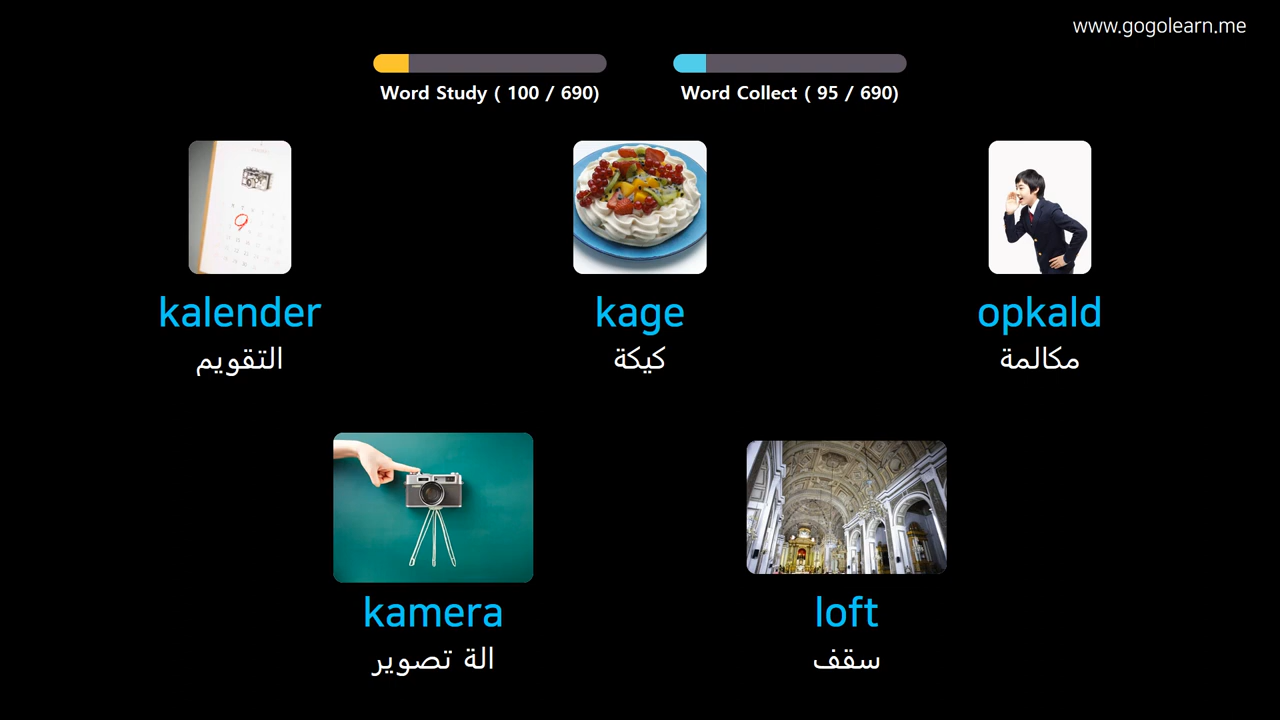 www.gogolearn.me
Word Study ( 100 / 690)
Word Collect ( 95 / 690)
kalender
التقويم
kage
كيكة
opkald
مكالمة
kamera
الة تصوير
loft
سقف